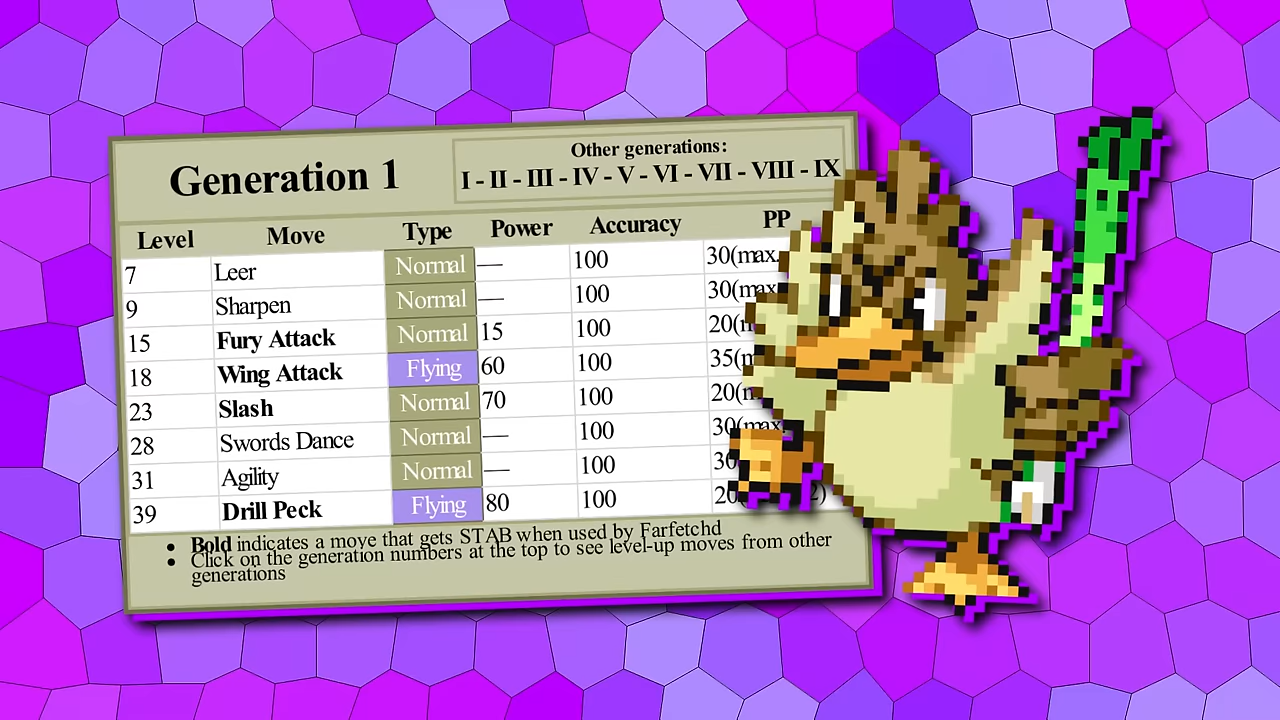 Generation 1
Other generations:
I - II - III - IV - V - VI - VII - VIII - IX
Level Move Type Power Accuracy PP
7 Leer Normal — 100 30(max.
9 Sharpen Normal — 100 30(max
15 Fury Attack Normal 15 100 20(m
18 Wing Attack Flying 60 100 35(m
23 Slash Normal 70 100 20(m
28 Swords Dance Normal — 100 30(max.
31 Agility Normal — 100 30
39 Drill Peck Flying 80 100 20 2)
• Bold indicates a move that gets STAB when used by Farfetchd
• Click on the generation numbers at the top to see level-up moves from other
generations